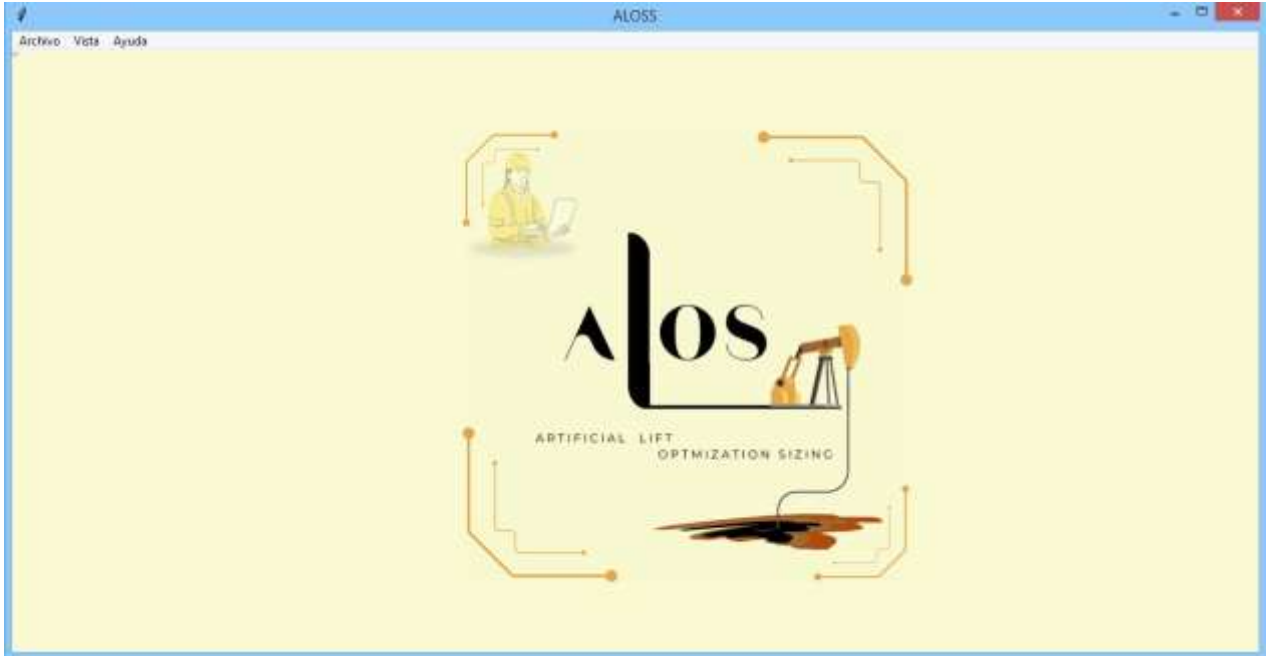 ALOSS
Archivo Vista Ayuda
AlOS
ARTIFICIAL LIFT
OPTMIZATION SIZING